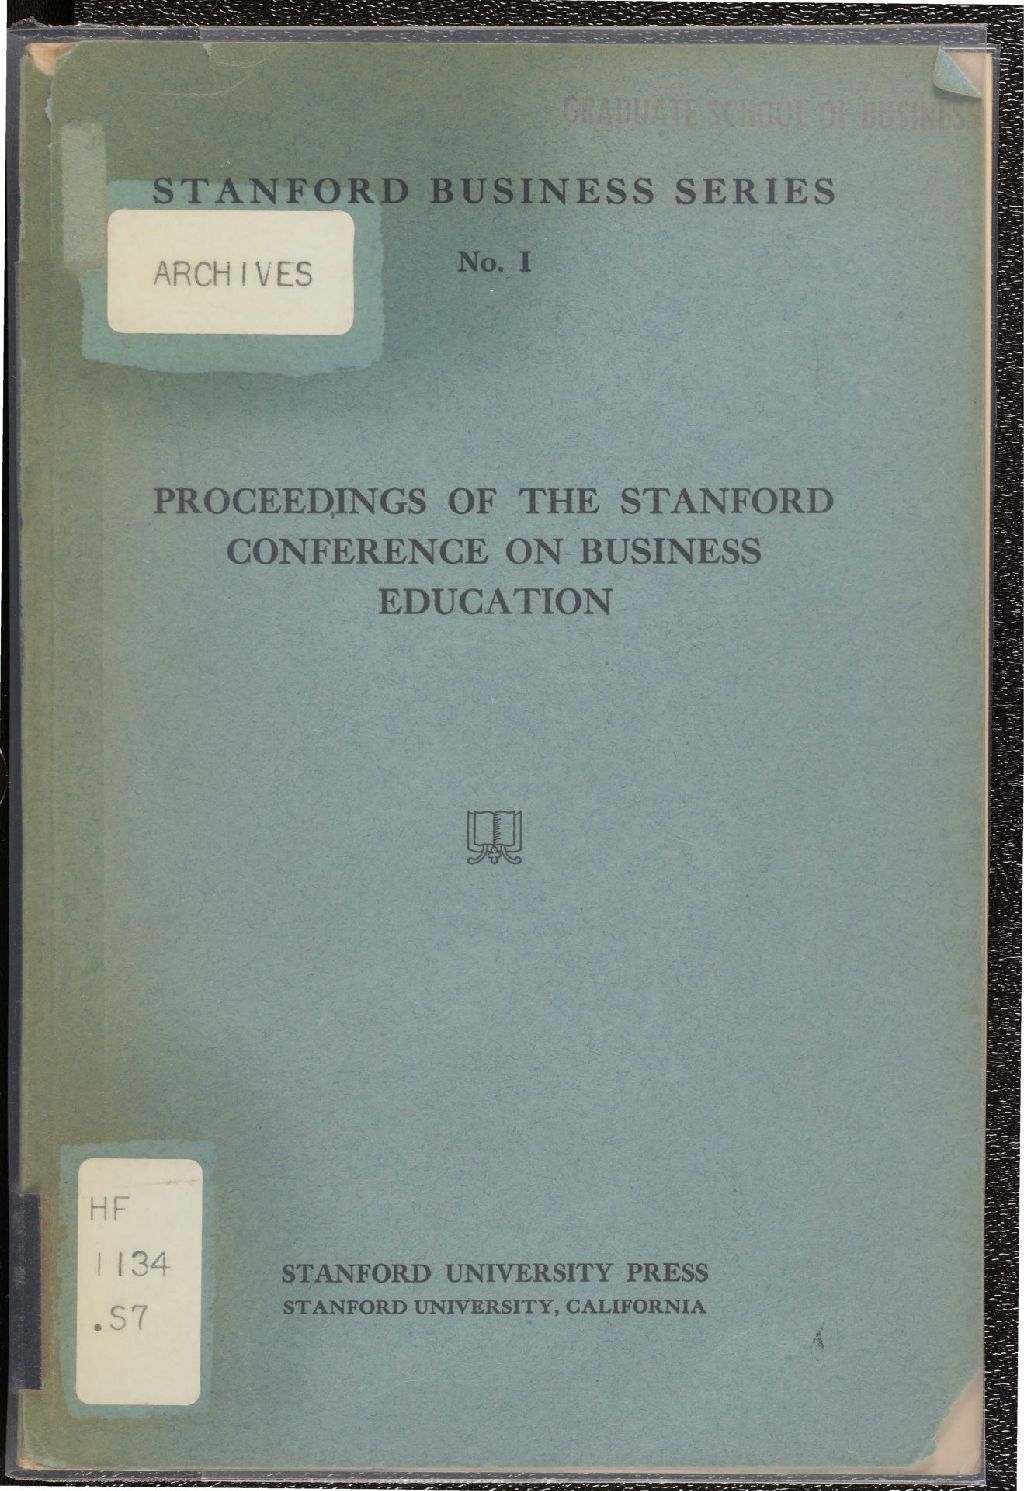 GRADUATE SCHOOL OF BUSINESS
STANFORD BUSINESS SERIES
No. I
ARCHIVES
PROCEEDINGS OF THE STANFORD
CONFERENCE ON BUSINESS
EDUCATION
HF
1134
.S7
STANFORD UNIVERSITY PRESS
STANFORD UNIVERSITY, CALIFORNIA